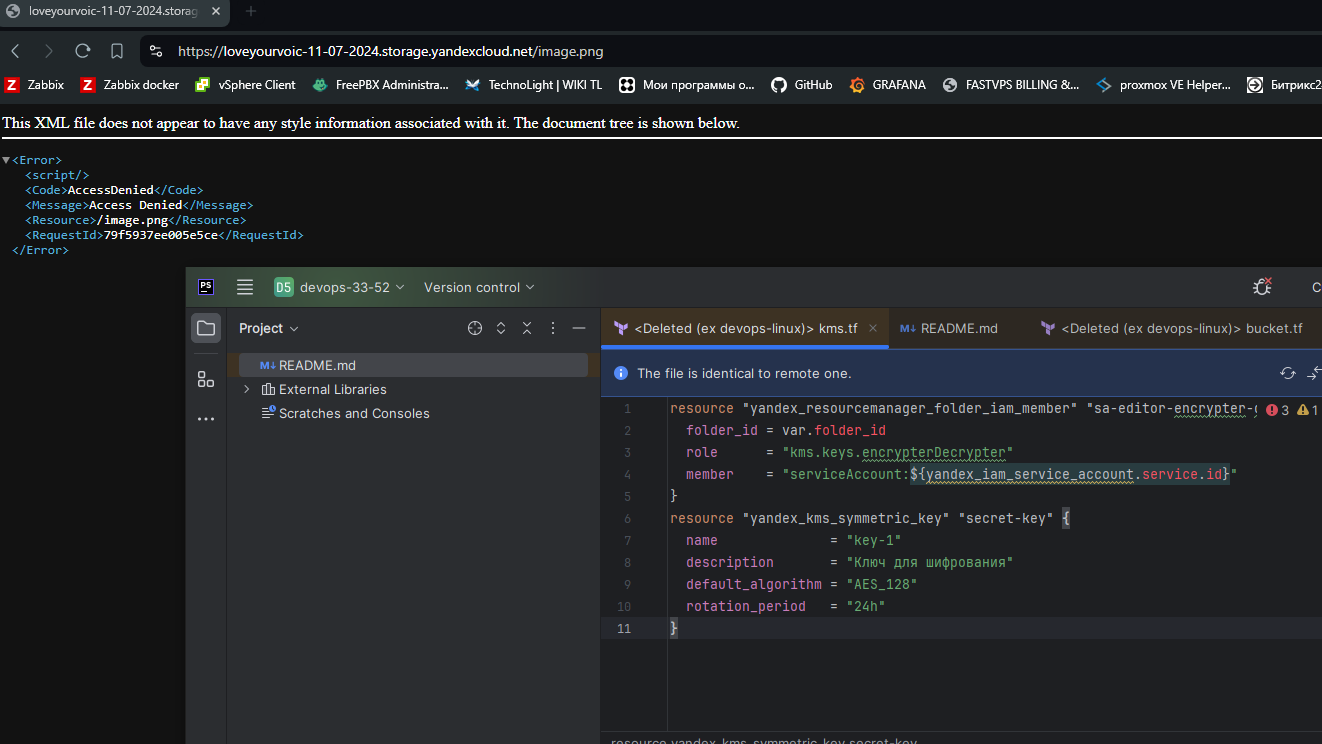 loveyourvoic-11-07-2024.storag
https://loveyourvoic-11-07-2024.storage.yandexcloud.net/image.png
Z Zabbix Z Zabbix docker vSphere Client FreePBX Administra... TechnoLight | WIKI TL Мои программы о... GitHub GRAFANA FASTVPS BILLING &... proxmox VE Helper... Битрикс2
This XML file does not appear to have any style information associated with it. The document tree is shown below.
<Error>
<script/>
<Code>AccessDenied</Code>
<Message>Access Denied</Message>
<Resource>/image.png</Resource>
<RequestId>79f5937ee005e5ce</RequestId>
</Error>
PS D5 devops-33-52 Version control
Project
<Deleted (ex devops-linux)> kms.tf M↓ README.md <Deleted (ex devops-linux)> bucket.tf
M↓ README.md
External Libraries
Scratches and Consoles
The file is identical to remote one.
3 1
1 resource "yandex_resourcemanager_folder_iam_member" "sa-editor-encrypter-
2 folder_id = var.folder_id
3 role = "kms.keys.encrypterDecrypter"
4 member = "serviceAccount:${yandex_iam_service_account.service.id}"
5 }
6 resource "yandex_kms_symmetric_key" "secret-key" {
7 name = "key-1"
8 description = "Ключ для шифрования"
9 default_algorithm = "AES_128"
10 rotation_period = "24h"
11 }
resource yandex_kms_symmetric_key secret-key